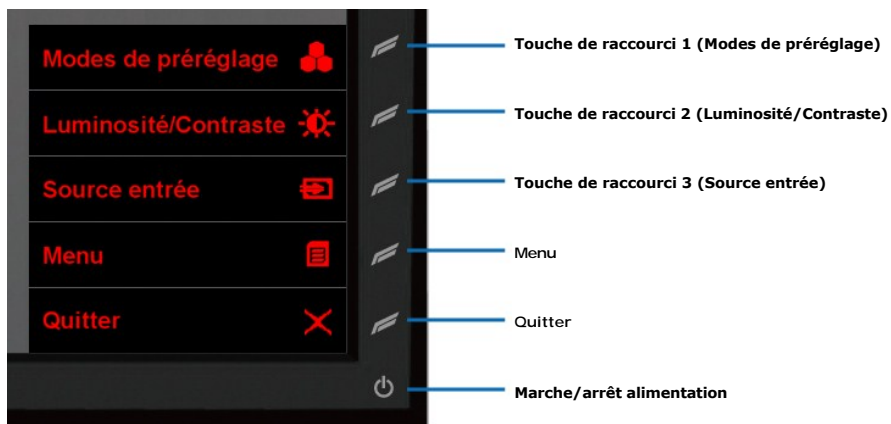 Modes de préréglage
Touche de raccourci 1 (Modes de préréglage)
Luminosité/Contraste
Touche de raccourci 2 (Luminosité/Contraste)
Source entrée
Touche de raccourci 3 (Source entrée)
Menu
Menu
Quitter
Quitter
Marche/arrêt alimentation